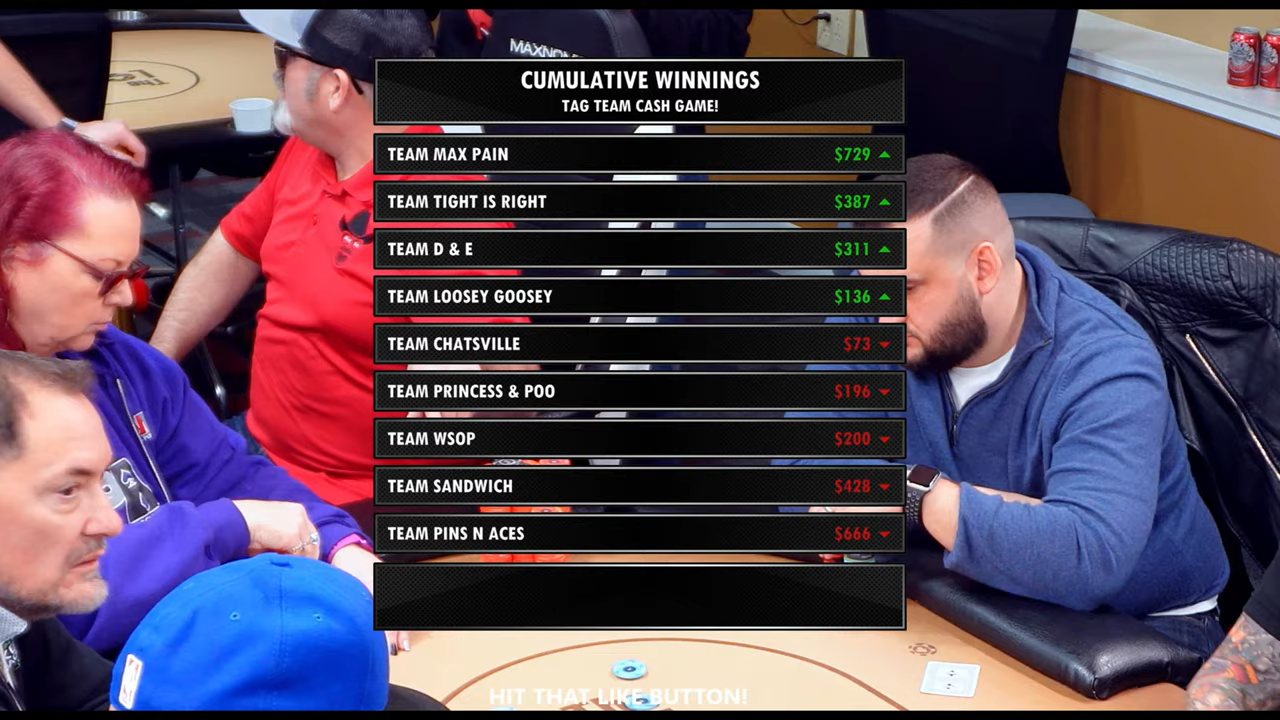 MAXNOM
CUMULATIVE WINNINGS
TAG TEAM CASH GAME!
TEAM MAX PAIN $729
TEAM TIGHT IS RIGHT $387
TEAM D & E $311
TEAM LOOSEY GOOSEY $136
TEAM CHATSVILLE $73
TEAM PRINCESS & POO $196
TEAM WSOP $200
TEAM SANDWICH $428
TEAM PINS N ACES $666
HIT THAT LIKE BUTTON!